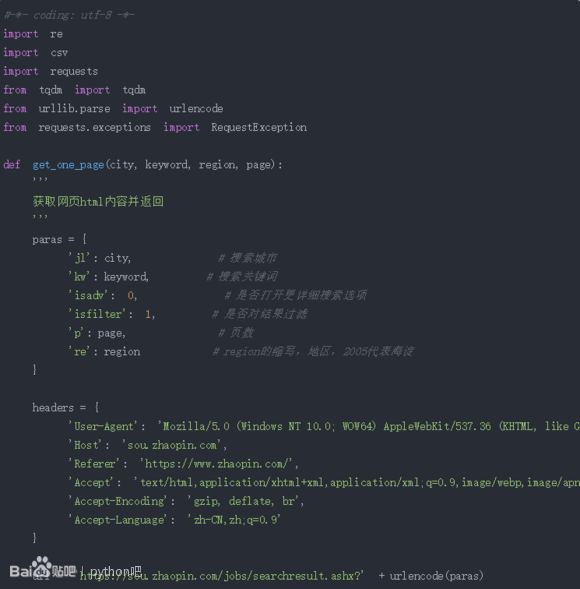 #-*- coding: utf-8 -*-
import re
import csv
import requests
from tqdm import tqdm
from urllib.parse import urlencode
from requests.exceptions import RequestException
def get_one_page(city, keyword, region, page):
'''
获取网页html内容并返回
'''
paras = {
'jl': city, # 搜索城市
'kw': keyword, # 搜索关键词
'isadv': 0, # 是否打开更详细搜索选项
'isfilter': 1, # 是否对结果过滤
'p': page, # 页数
're': region # region的缩写，地区，2005代表海淀
}
headers = {
'User-Agent': 'Mozilla/5.0 (Windows NT 10.0; WOW64) AppleWebKit/537.36 (KHTML, like G
'Host': 'sou.zhaopin.com',
'Referer': 'https://www.zhaopin.com/',
'Accept': 'text/html,application/xhtml+xml,application/xml;q=0.9,image/webp,image/apn
'Accept-Encoding': 'gzip, deflate, br',
'Accept-Language': 'zh-CN,zh;q=0.9'
}
https://sou.zhaopin.com/jobs/searchresult.ashx?' + urlencode(paras)
Bai du 贴吧 | python吧